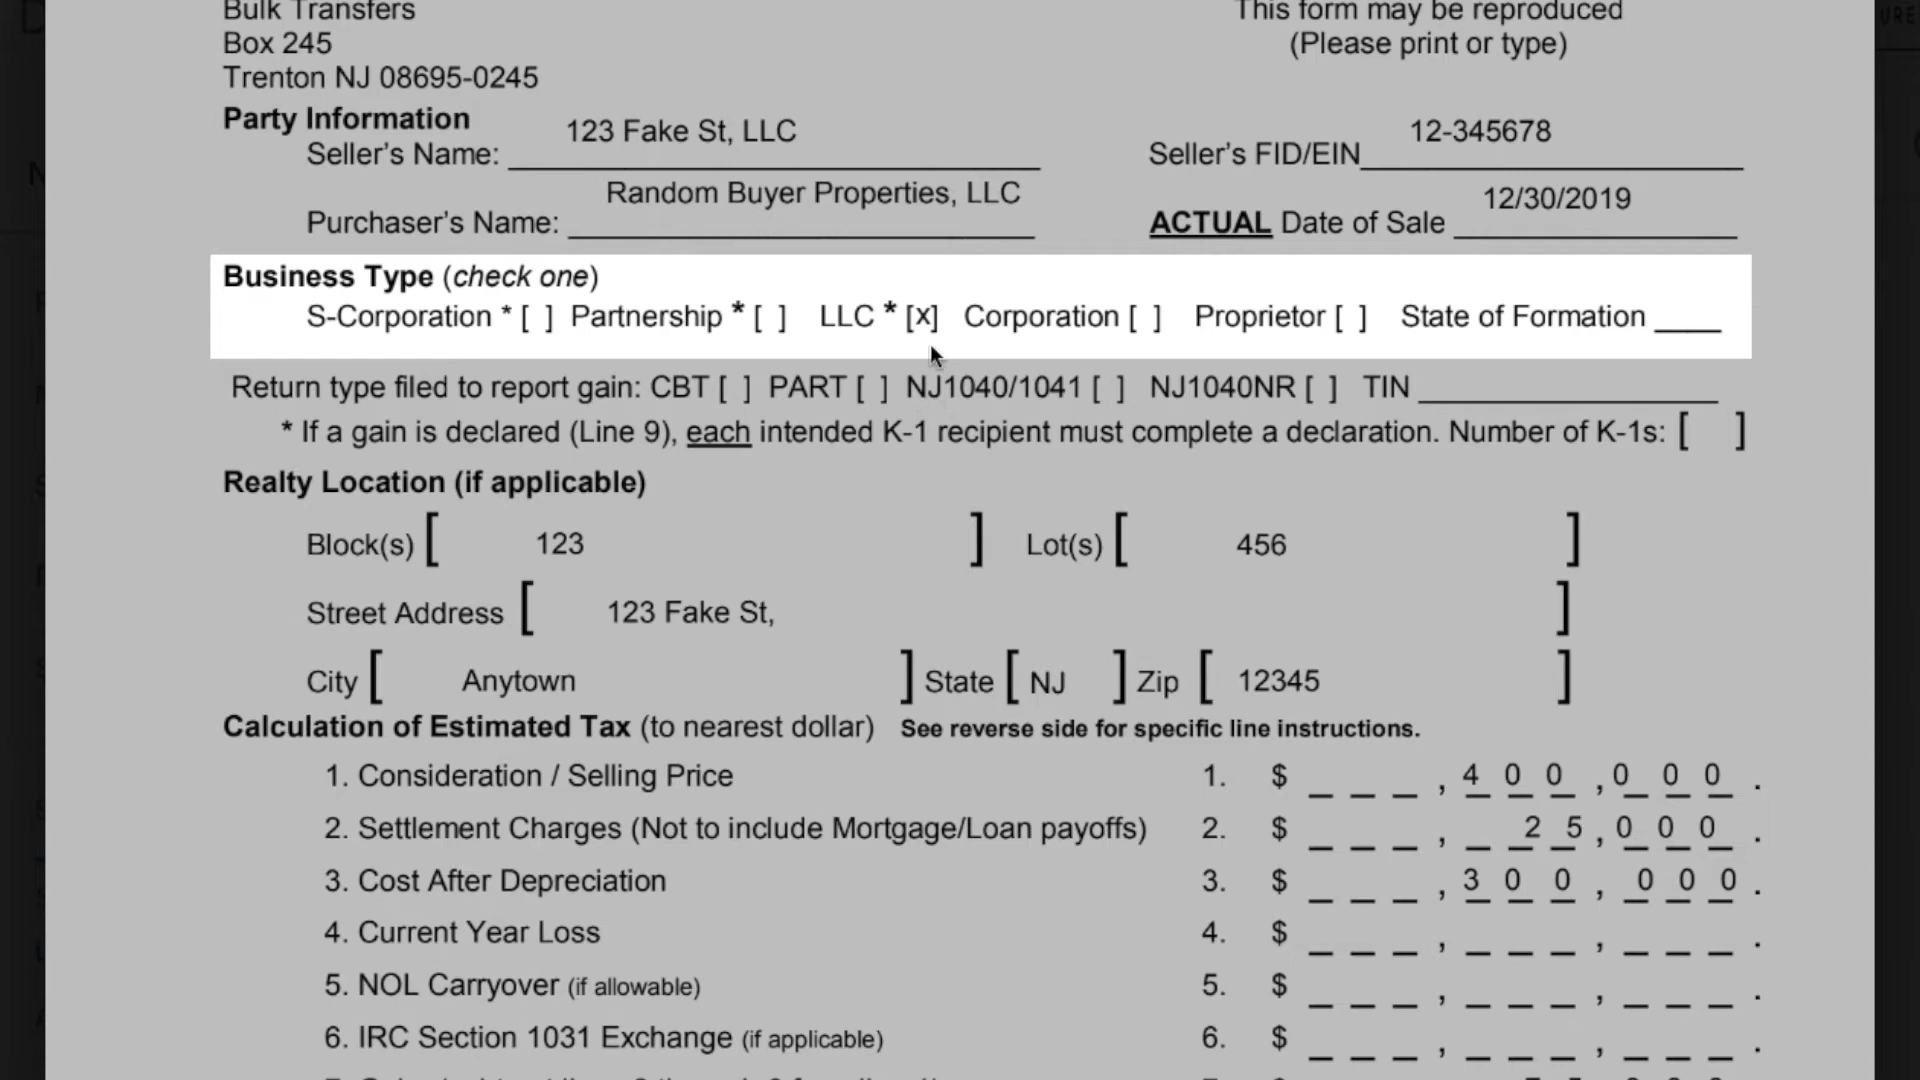 Bulk Transfers
This form may be reproduced
Box 245
(Please print or type)
Trenton NJ 08695-0245
Party Information
Seller's Name: 123 Fake St, LLC Seller's FID/EIN 12-345678
Purchaser's Name: Random Buyer Properties, LLC ACTUAL Date of Sale 12/30/2019
Business Type (check one)
S-Corporation * [ ] Partnership * [ ] LLC * [x] Corporation [ ] Proprietor [ ] State of Formation ____
Return type filed to report gain: CBT [ ] PART [ ] NJ1040/1041 [ ] NJ1040NR [ ] TIN ____
* If a gain is declared (Line 9), each intended K-1 recipient must complete a declaration. Number of K-1s: [ ]
Realty Location (if applicable)
Block(s) [ 123 ] Lot(s) [ 456 ]
Street Address [ 123 Fake St, ]
City [ Anytown ] State [ NJ ] Zip [ 12345 ]
Calculation of Estimated Tax (to nearest dollar) See reverse side for specific line instructions.
1. Consideration / Selling Price 1. $ _ _ _ , 4 0 0 , 0 0 0 .
2. Settlement Charges (Not to include Mortgage/Loan payoffs) 2. $ _ _ _ , _ 2 5 , 0 0 0 .
3. Cost After Depreciation 3. $ _ _ _ , 3 0 0 , 0 0 0 .
4. Current Year Loss 4. $ _ _ _ , _ _ _ , _ _ _ .
5. NOL Carryover (if allowable) 5. $ _ _ _ , _ _ _ , _ _ _ .
6. IRC Section 1031 Exchange (if applicable) 6. $ _ _ _ , _ _ _ , _ _ _ .